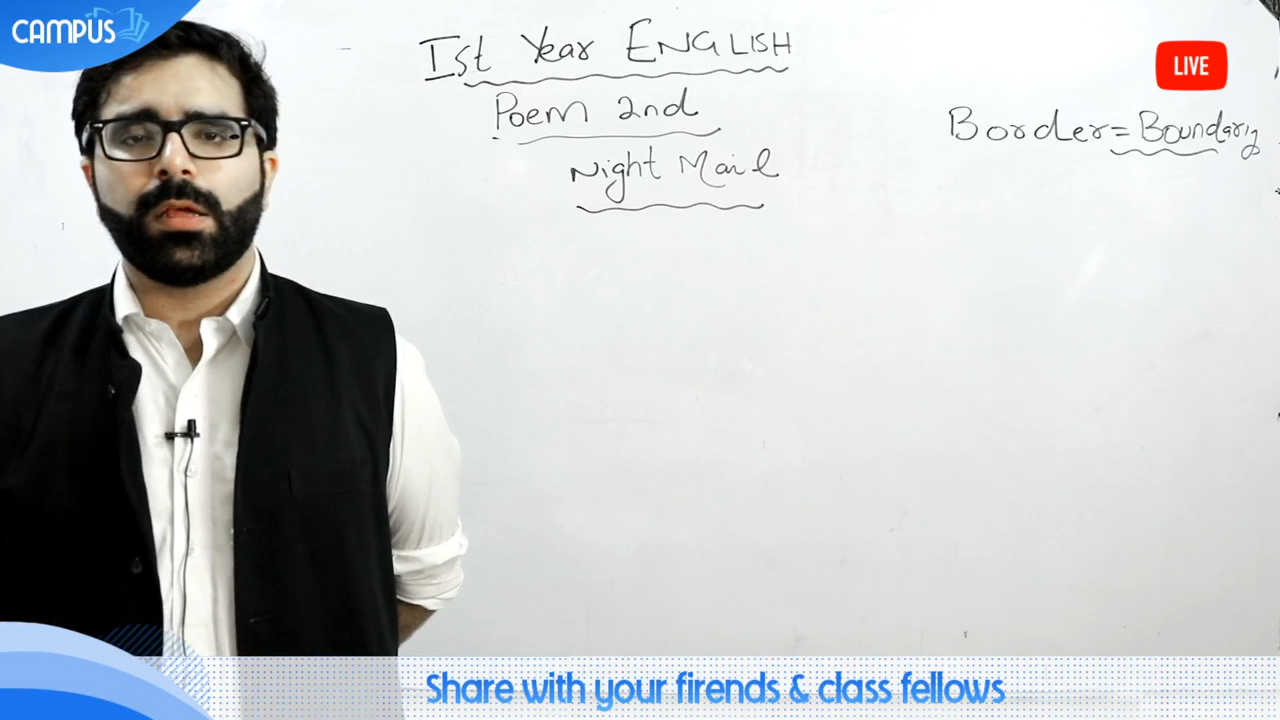 CAMPUS
Ist Year ENGLISH
LIVE
Poem 2nd
Border = Boundary
Night Mail
Share with your firends & class fellows